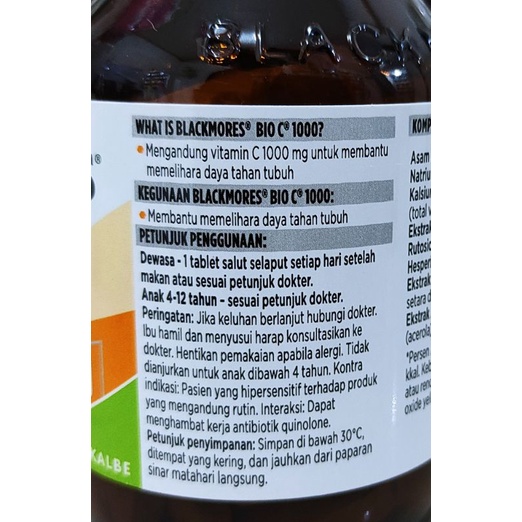 BLACK
WHAT IS BLACKMORES® BIO C® 1000?
• Mengandung vitamin C 1000 mg untuk membantu
memelihara daya tahan tubuh
KEGUNAAN BLACKMORES® BIO C® 1000:
• Membantu memelihara daya tahan tubuh
PETUNJUK PENGGUNAAN:
Dewasa - 1 tablet salut selaput setiap hari setelah
makan atau sesuai petunjuk dokter.
Anak 4-12 tahun – sesuai petunjuk dokter.
Peringatan: Jika keluhan berlanjut hubungi dokter.
Ibu hamil dan menyusui harap konsultasikan ke
dokter. Hentikan pemakaian apabila alergi. Tidak
dianjurkan untuk anak dibawah 4 tahun. Kontra
indikasi: Pasien yang hipersensitif terhadap produk
yang mengandung rutin. Interaksi: Dapat
menghambat kerja antibiotik quinolone.
Petunjuk penyimpanan: Simpan di bawah 30°C,
ditempat yang kering, dan jauhkan dari paparan
sinar matahari langsung.
KALBE
KOMP
Asam
Natriu
Kalsiu
(total v
Ekstra
Rutosi
Hesper
Ekstrak
setara d
Ekstrak
(acerola)
*Persen
kkal. Keb
atau rend
oxide ye